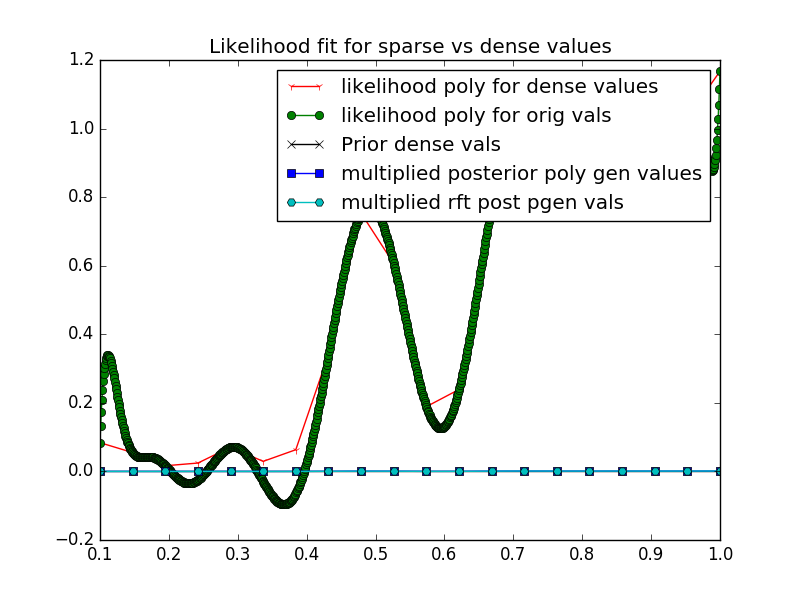 Likelihood fit for sparse vs dense values
1.2
1.0
0.8
0.6
0.4
0.2
0.0
−0.2
likelihood poly for dense values
likelihood poly for orig vals
Prior dense vals
multiplied posterior poly gen values
multiplied rft post pgen vals
0.1 0.2 0.3 0.4 0.5 0.6 0.7 0.8 0.9 1.0